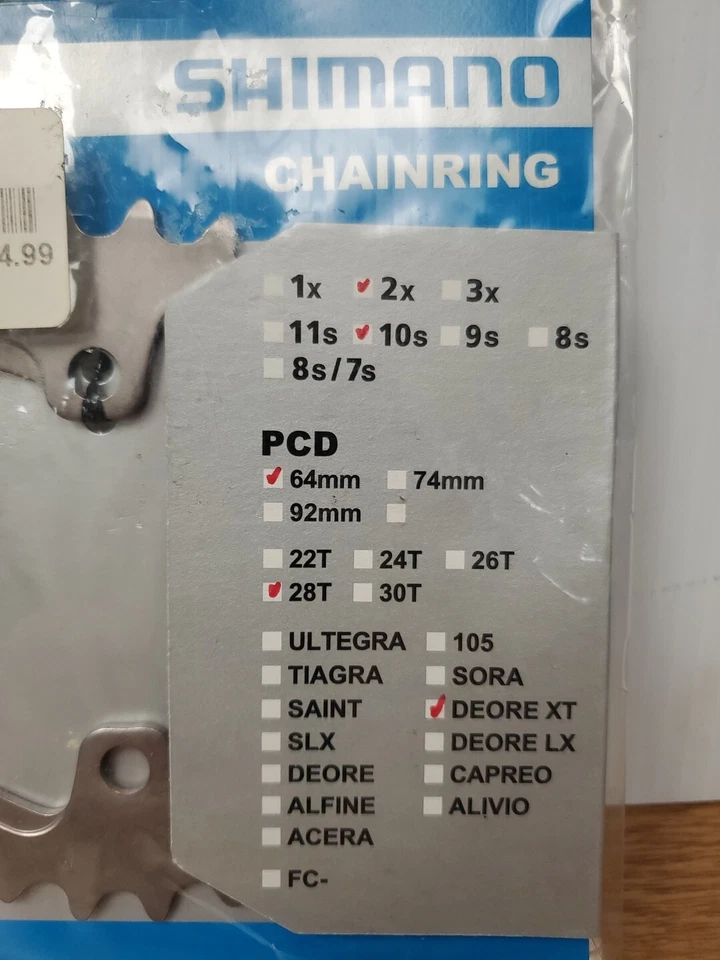 SHIMANO
CHAINRING
4.99
1x 2x 3x
11s 10s 9s 8s
8s/7s
PCD
64mm 74mm
92mm
22T 24T 26T
28T 30T
ULTEGRA 105
TIAGRA SORA
SAINT DEORE XT
SLX DEORE LX
DEORE CAPREO
ALFINE ALIVIO
ACERA
FC-